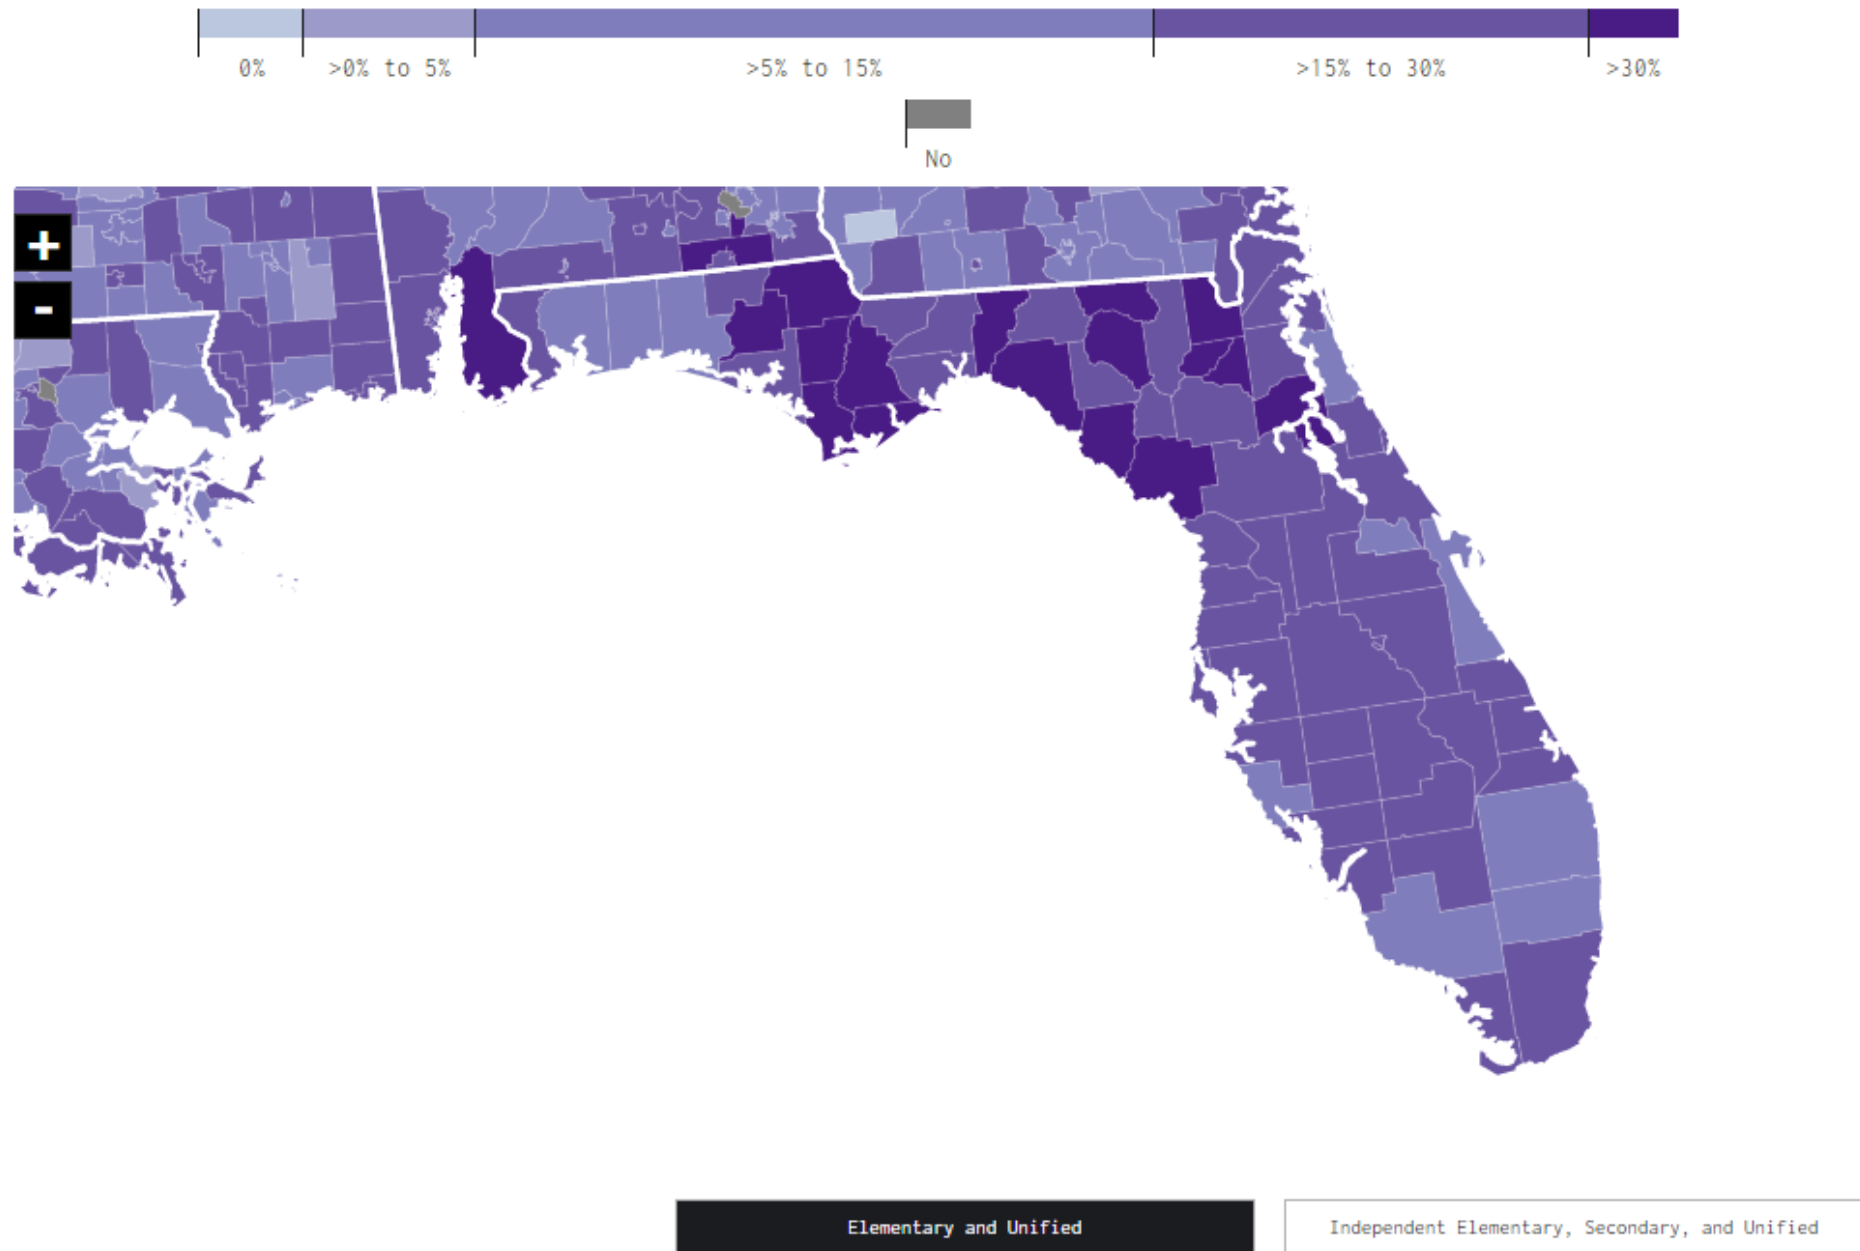 0% >0% to 5% >5% to 15% >15% to 30% >30%
No
+
-
Elementary and Unified Independent Elementary, Secondary, and Unified